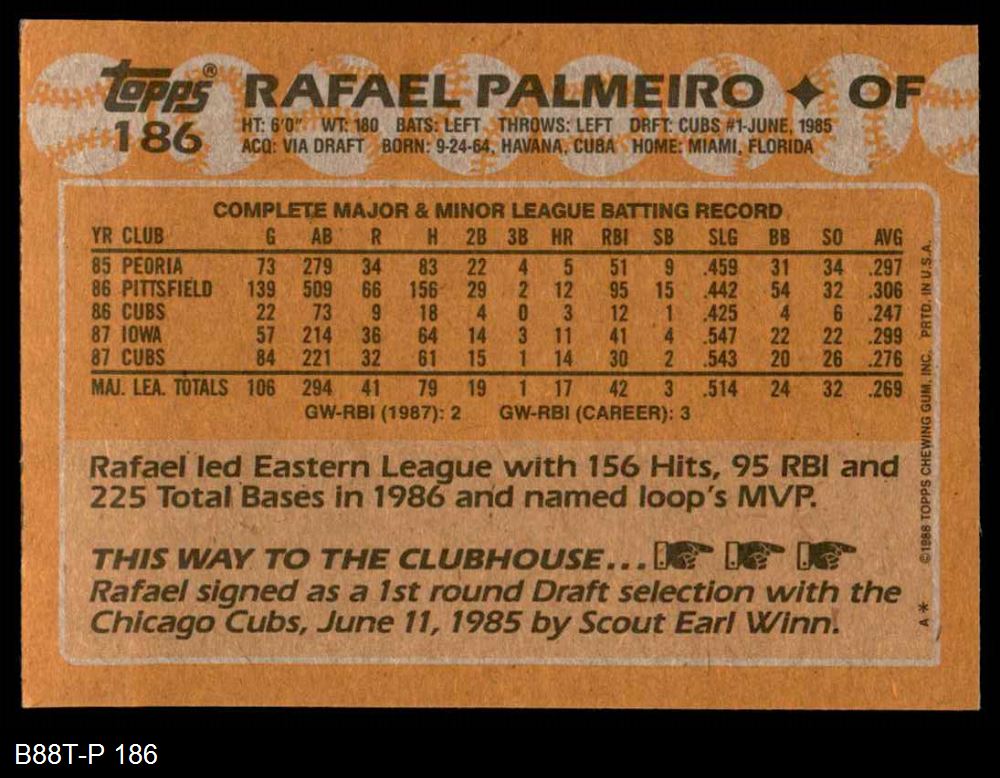 topps® RAFAEL PALMEIRO ✦ OF
186
HT: 6'0" WT: 180 BATS: LEFT THROWS: LEFT DRFT: CUBS #1-JUNE, 1985
ACQ: VIA DRAFT BORN: 9-24-64, HAVANA, CUBA HOME: MIAMI, FLORIDA
COMPLETE MAJOR & MINOR LEAGUE BATTING RECORD
YR CLUB G AB R H 2B 3B HR RBI SB SLG BB SO AVG
85 PEORIA 73 279 34 83 22 4 5 51 9 .459 31 34 .297
86 PITTSFIELD 139 509 66 156 29 2 12 95 15 .442 54 32 .306
86 CUBS 22 73 9 18 4 0 3 12 1 .425 4 6 .247
87 IOWA 57 214 36 64 14 3 11 41 4 .547 22 22 .299
87 CUBS 84 221 32 61 15 1 14 30 2 .543 20 26 .276
MAJ. LEA. TOTALS 106 294 41 79 19 1 17 42 3 .514 24 32 .269
GW-RBI (1987): 2 GW-RBI (CAREER): 3
Rafael led Eastern League with 156 Hits, 95 RBI and
225 Total Bases in 1986 and named loop's MVP.
THIS WAY TO THE CLUBHOUSE...
Rafael signed as a 1st round Draft selection with the
Chicago Cubs, June 11, 1985 by Scout Earl Winn.
A* ©1988 TOPPS CHEWING GUM, INC. PRTD. IN U.S.A.
B88T-P 186